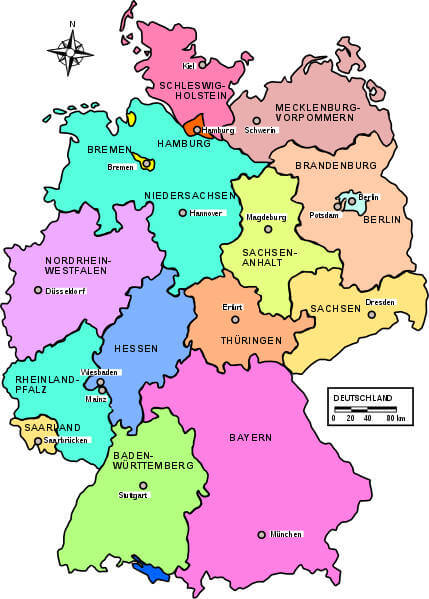 N
Kiel
SCHLESWIG-
HOLSTEIN
MECKLENBURG-
VORPOMMERN
Hamburg
Schwerin
HAMBURG
BREMEN
Bremen
BRANDENBURG
NIEDERSACHSEN
Berlin
Hannover
Magdeburg
Potsdam
BERLIN
SACHSEN-
ANHALT
NORDRHEIN-
WESTFALEN
Düsseldorf
SACHSEN
Dresden
Erfurt
THÜRINGEN
HESSEN
Wiesbaden
RHEINLAND-
PFALZ
Mainz
DEUTSCHLAND
0 20 40 80 km
SAARLAND
Saarbrücken
BAYERN
BADEN-
WÜRTTEMBERG
Stuttgart
München